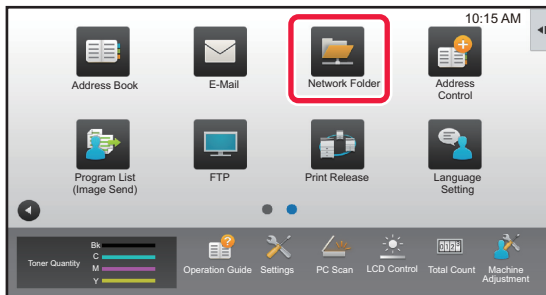 10:15 AM
Address Book
E-Mail
Network Folder
Address
Control
Program List
(Image Send)
FTP
Print Release
Language
Setting
Toner Quantity
Bk
C
M
Y
Operation Guide
Settings
PC Scan
LCD Control
Total Count
Machine
Adjustment